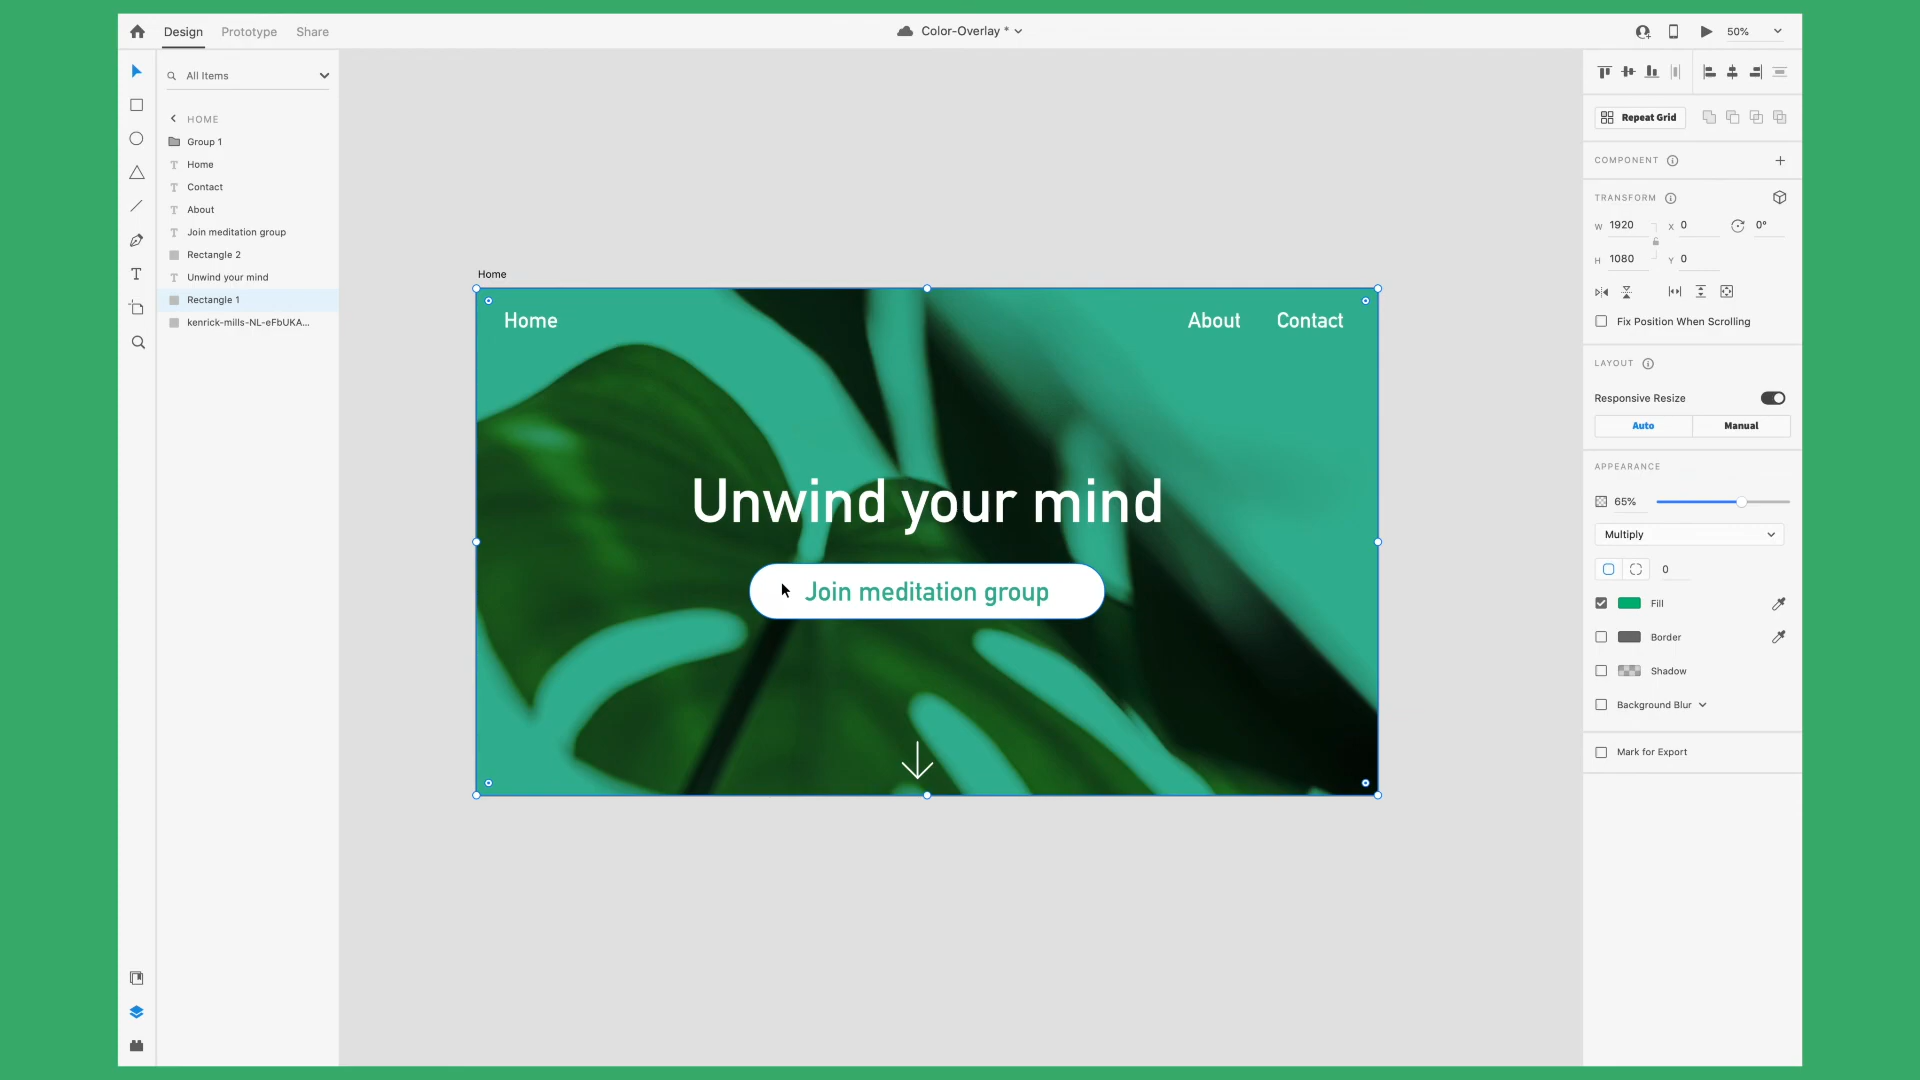 Design Prototype Share
Color-Overlay *
50%
All Items
HOME
Group 1
Home
Contact
About
Join meditation group
Rectangle 2
Unwind your mind
Rectangle 1
kenrick-mills-NL-eFbUKA...
Home
Home
About
Contact
Unwind your mind
Join meditation group
Repeat Grid
COMPONENT
TRANSFORM
W 1920 X 0 0°
H 1080 Y 0
Fix Position When Scrolling
LAYOUT
Responsive Resize
Auto Manual
APPEARANCE
65%
Multiply
0
Fill
Border
Shadow
Background Blur
Mark for Export